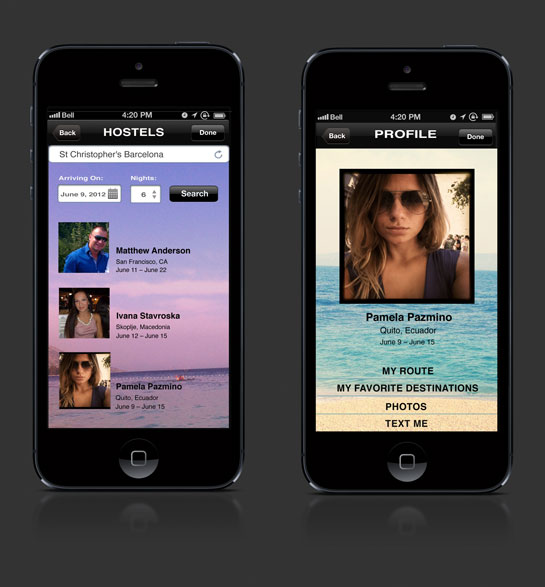 Bell
4:20 PM
Back
HOSTELS
Done
St Christopher's Barcelona
Arriving On:
Nights:
June 9, 2012
6
Search
Matthew Anderson
San Francisco, CA
June 11 – June 22
Ivana Stavroska
Skoplje, Macedonia
June 12 – June 15
Pamela Pazmino
Quito, Ecuador
June 9 – June 15
Bell
4:20 PM
Back
PROFILE
Done
Pamela Pazmino
Quito, Ecuador
June 9 – June 15
MY ROUTE
MY FAVORITE DESTINATIONS
PHOTOS
TEXT ME